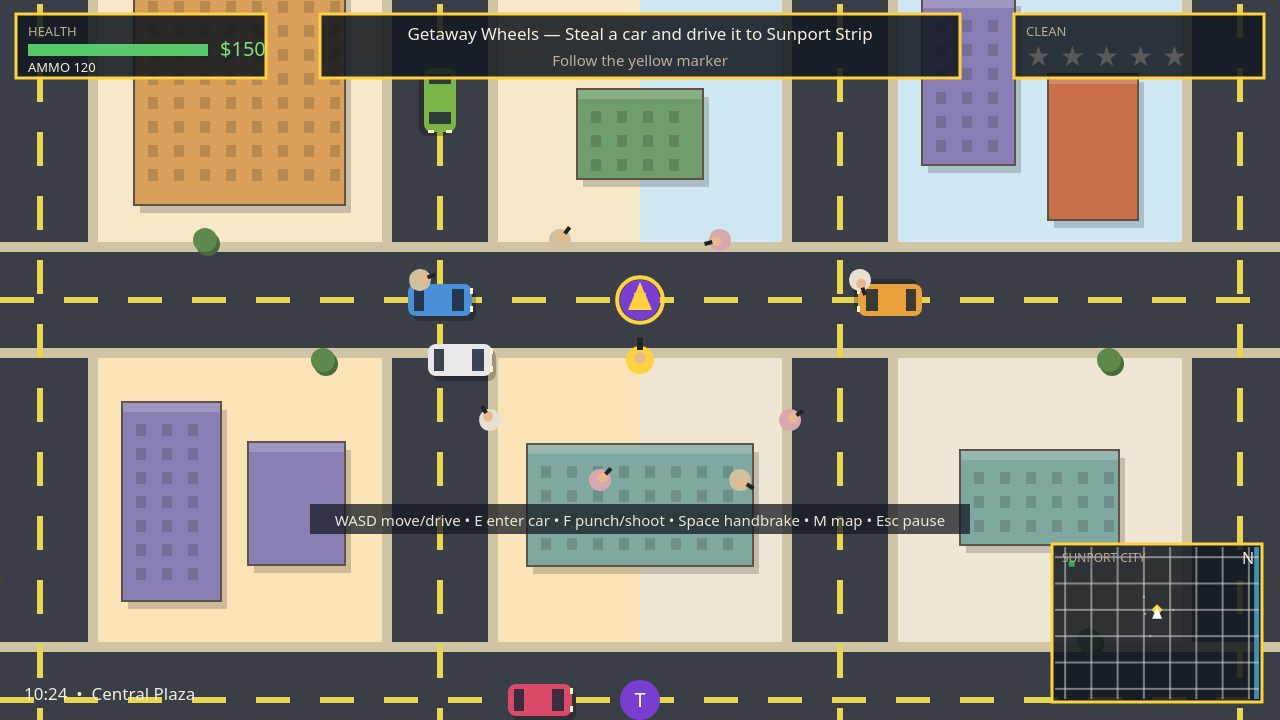 HEALTH
$150
AMMO 120
Getaway Wheels — Steal a car and drive it to Sunport Strip
Follow the yellow marker
CLEAN
WASD move/drive • E enter car • F punch/shoot • Space handbrake • M map • Esc pause
SUNPORT CITY
N
10:24 • Central Plaza
T